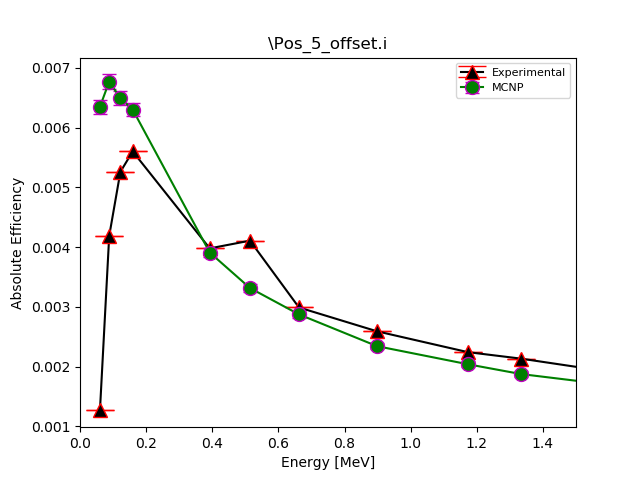 \Pos_5_offset.i
Experimental
MCNP
Absolute Efficiency
0.007
0.006
0.005
0.004
0.003
0.002
0.001
0.0 0.2 0.4 0.6 0.8 1.0 1.2 1.4
Energy [MeV]